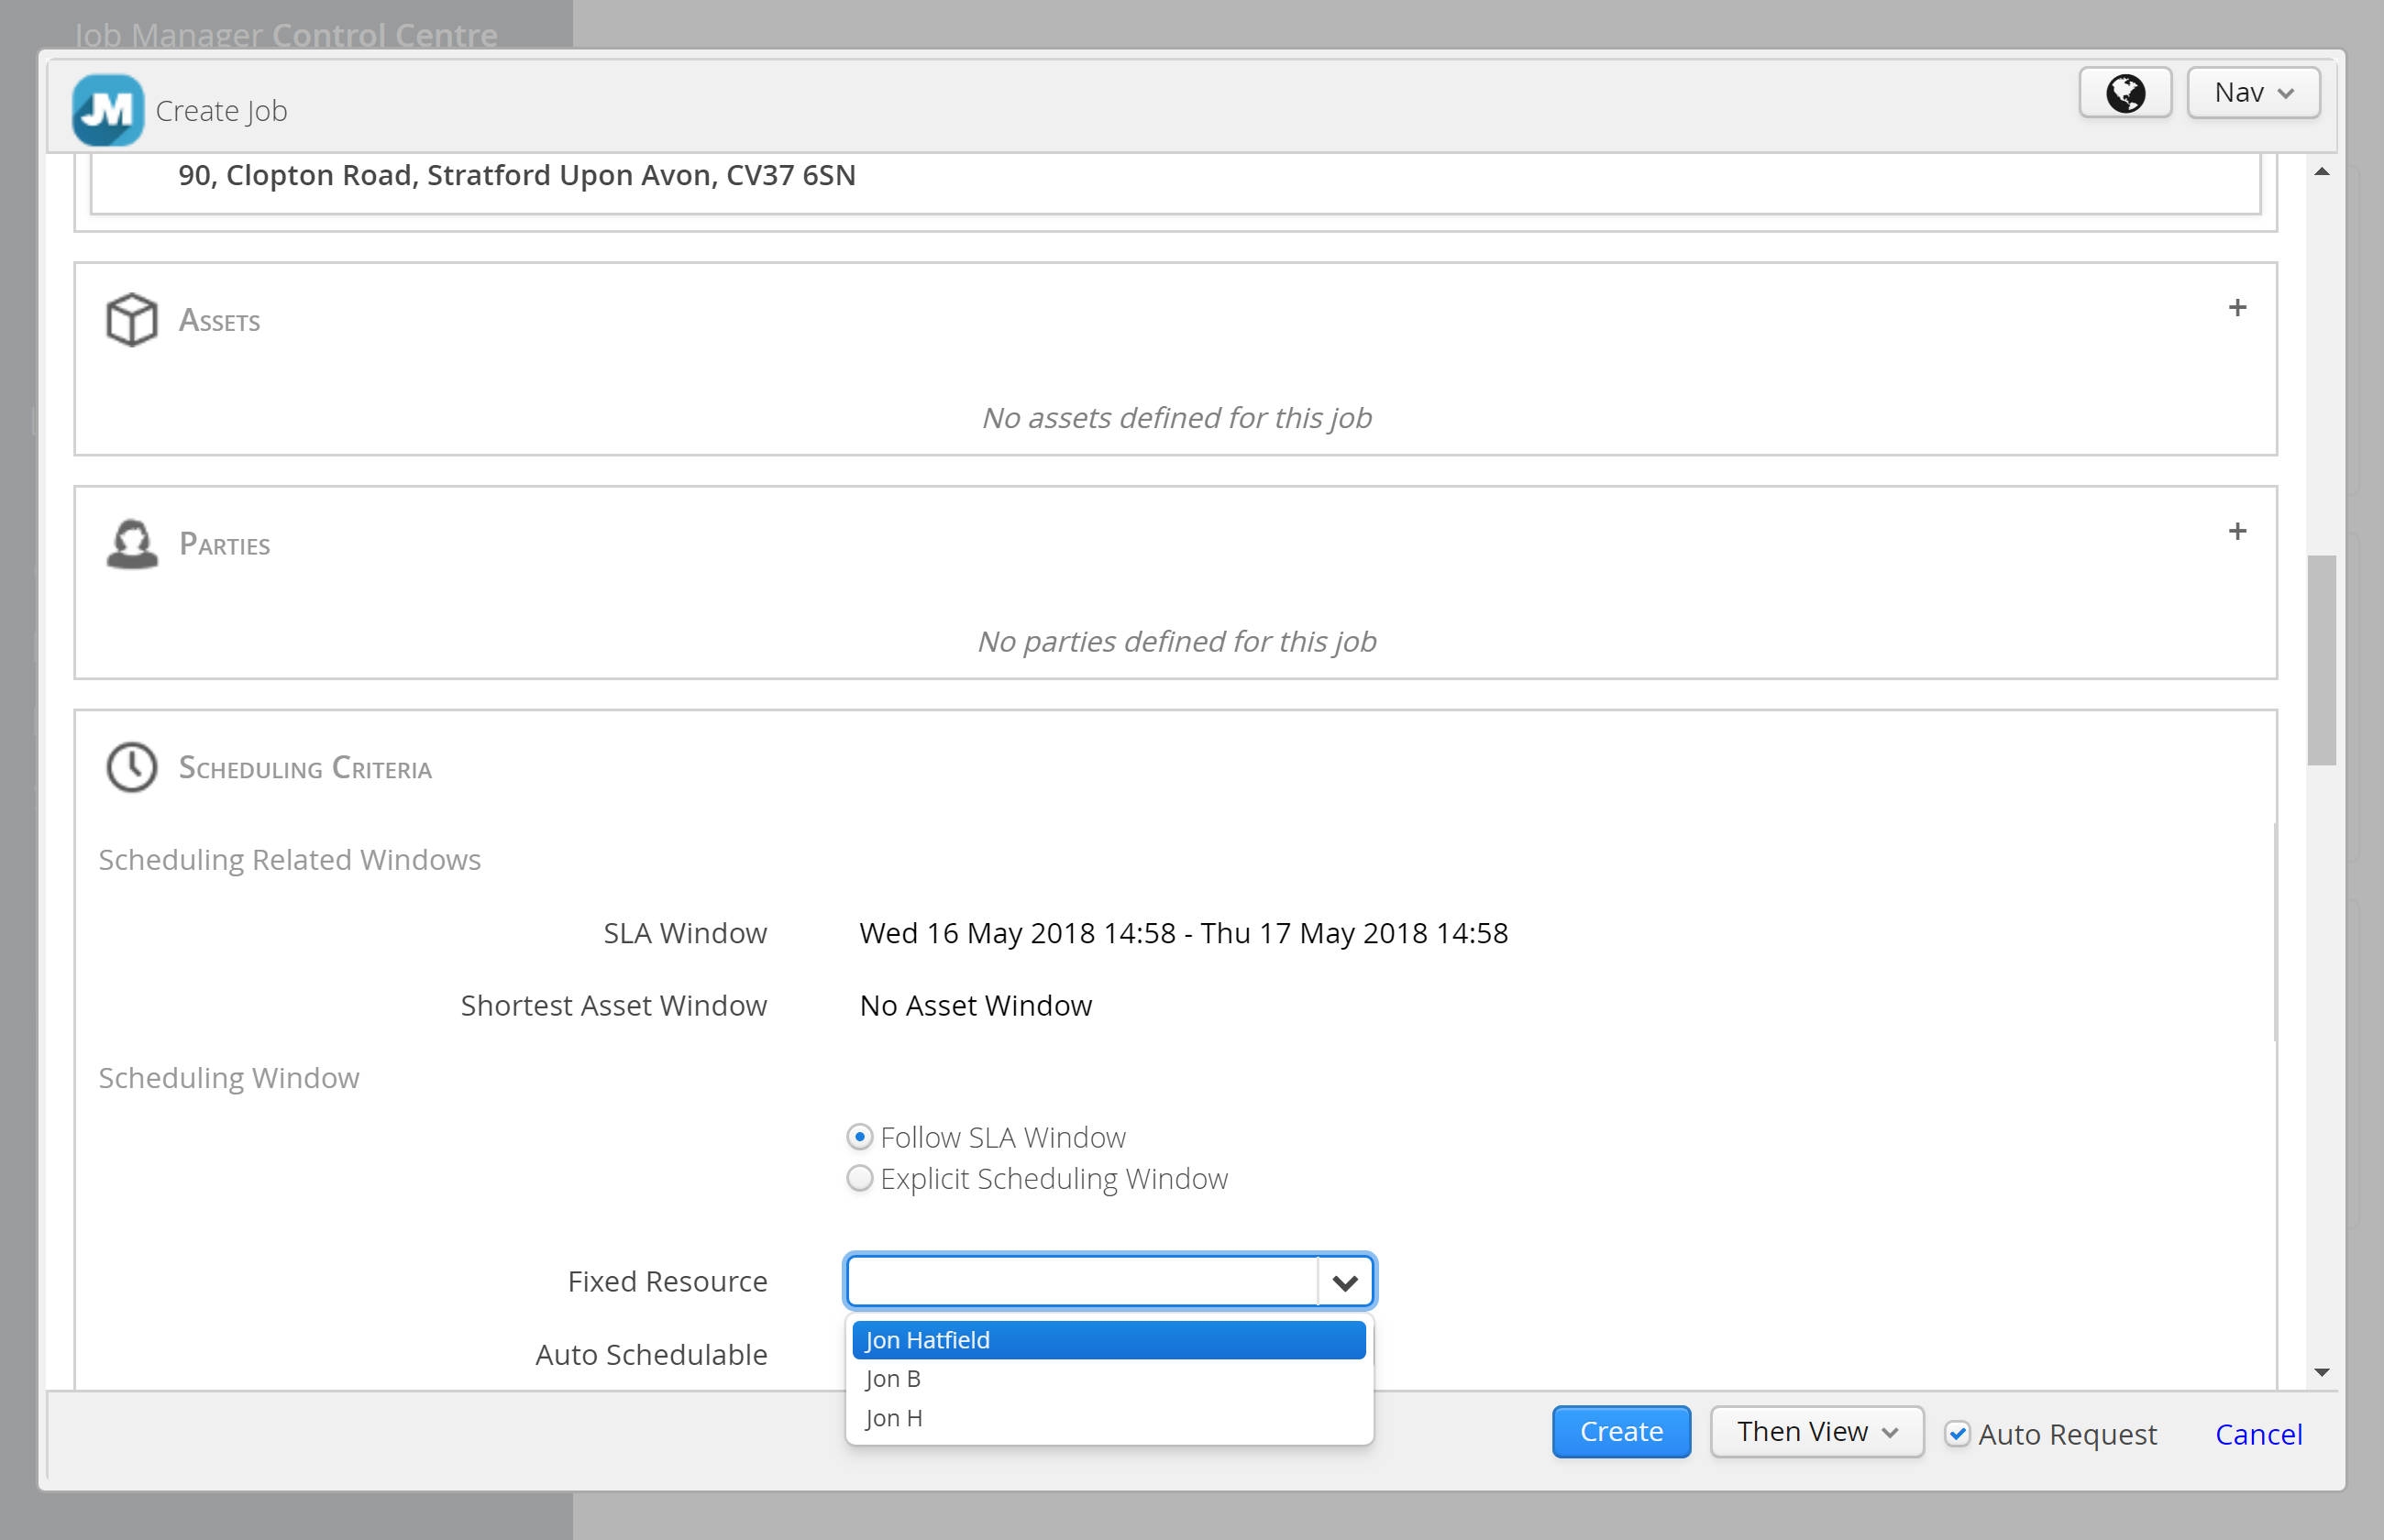 Job Manager Control Centre
JM
Create Job
Nav
90, Clopton Road, Stratford Upon Avon, CV37 6SN
Assets
+
No assets defined for this job
Parties
+
No parties defined for this job
Scheduling Criteria
Scheduling Related Windows
SLA Window Wed 16 May 2018 14:58 - Thu 17 May 2018 14:58
Shortest Asset Window No Asset Window
Scheduling Window
Follow SLA Window
Explicit Scheduling Window
Fixed Resource
Jon Hatfield
Auto Schedulable
Jon B
Jon H
Create Then View Auto Request Cancel